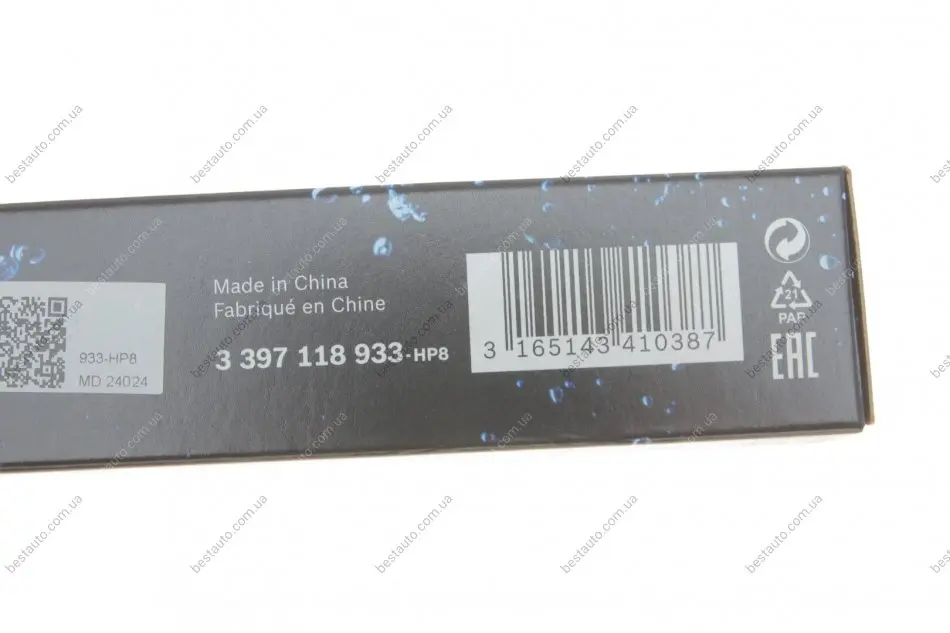 Made in China
Fabriqué en Chine
3 397 118 933-HP8
933-HP8
MD 24024
3 165143 410387
21
PAP
EAC
bestauto.com.ua